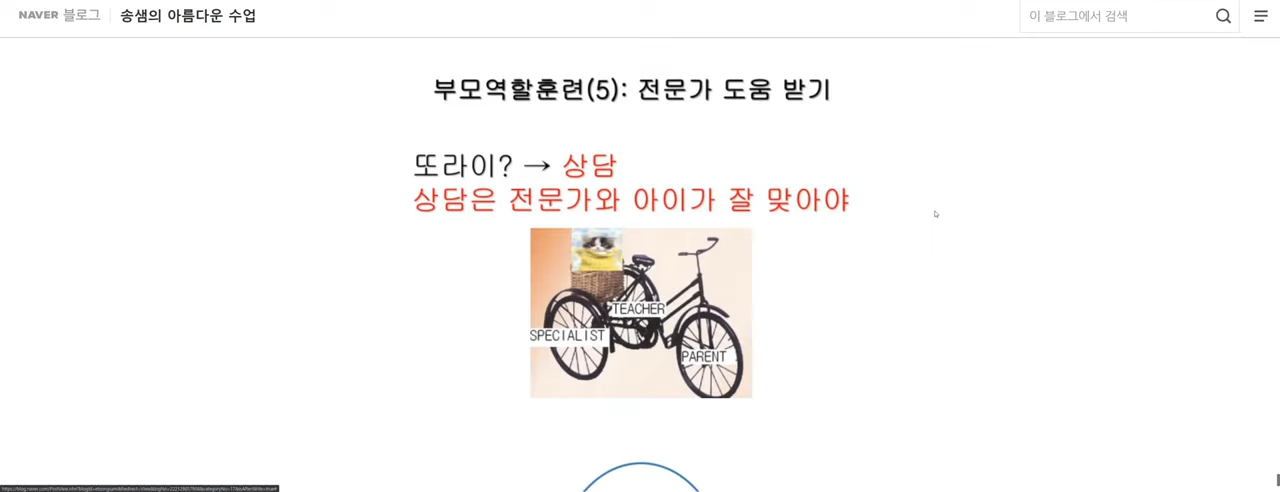 NAVER 블로그 송샘의 아름다운 수업
이 블로그에서 검색
부모역할훈련(5): 전문가 도움 받기
또라이? → 상담
상담은 전문가와 아이가 잘 맞아야
TEACHER
SPECIALIST
PARENT